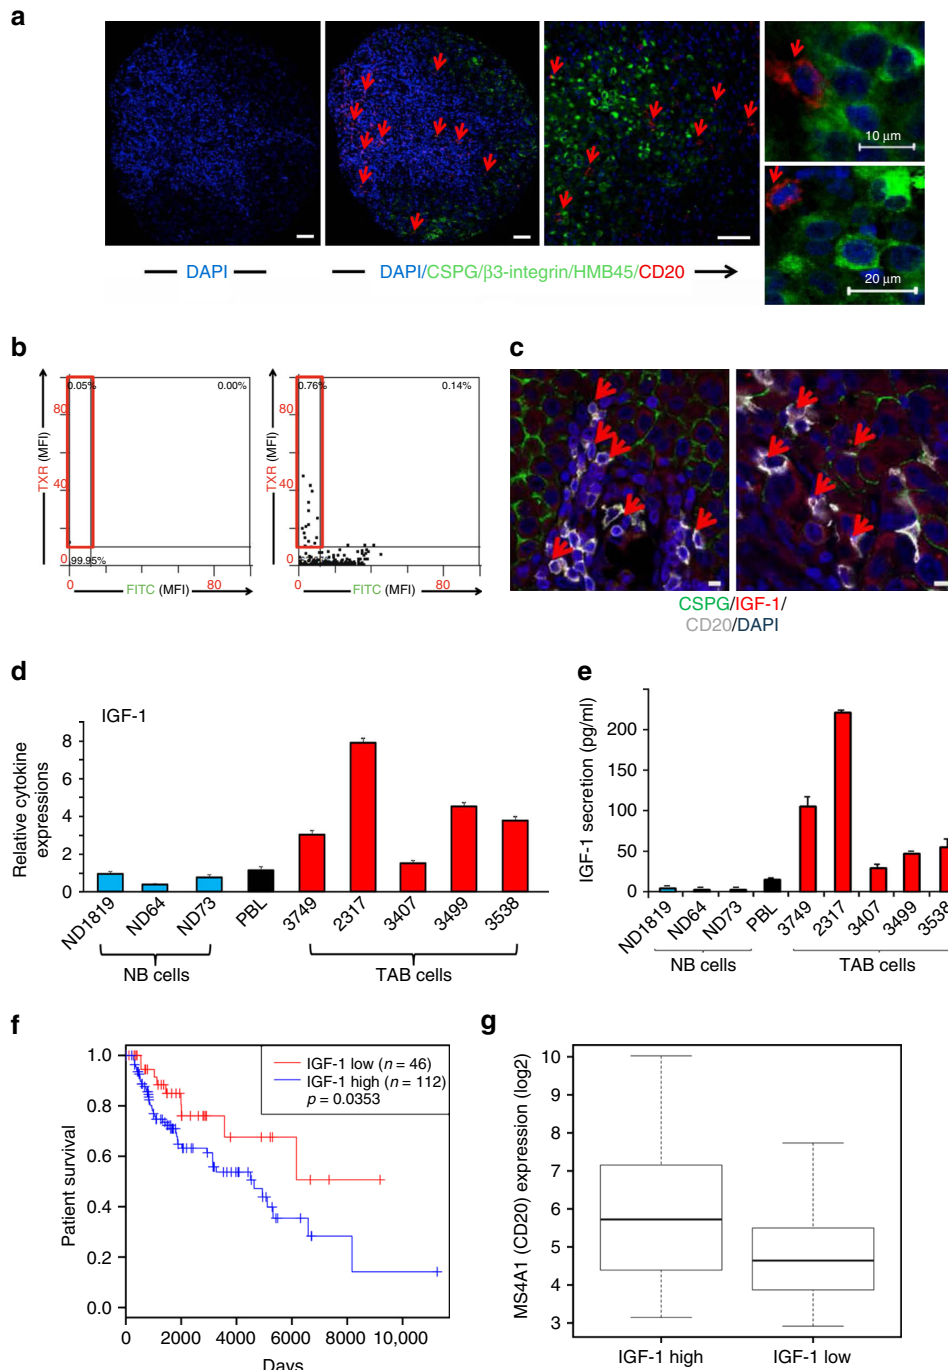 a
10 µm
20 µm
DAPI
DAPI/CSPG/β3-integrin/HMB45/CD20
b
0.05%
0.00%
80
40
0
99.95%
0
80
TXR (MFI)
FITC (MFI)
0.76%
0.14%
80
40
0
0
80
TXR (MFI)
FITC (MFI)
c
CSPG/IGF-1/
CD20/DAPI
d
IGF-1
Relative cytokine
expressions
8
6
4
2
0
ND1819
ND64
ND73
PBL
3749
2317
3407
3499
3538
NB cells
TAB cells
e
IGF-1 secretion (pg/ml)
200
150
100
50
0
ND1819
ND64
ND73
PBL
3749
2317
3407
3499
3538
NB cells
TAB cells
f
Patient survival
1.0
0.8
0.6
0.4
0.2
0.0
IGF-1 low (n = 46)
IGF-1 high (n = 112)
p = 0.0353
0
2000
4000
6000
8000
10,000
Days
g
MS4A1 (CD20) expression (log2)
10
9
8
7
6
5
4
3
IGF-1 high
IGF-1 low